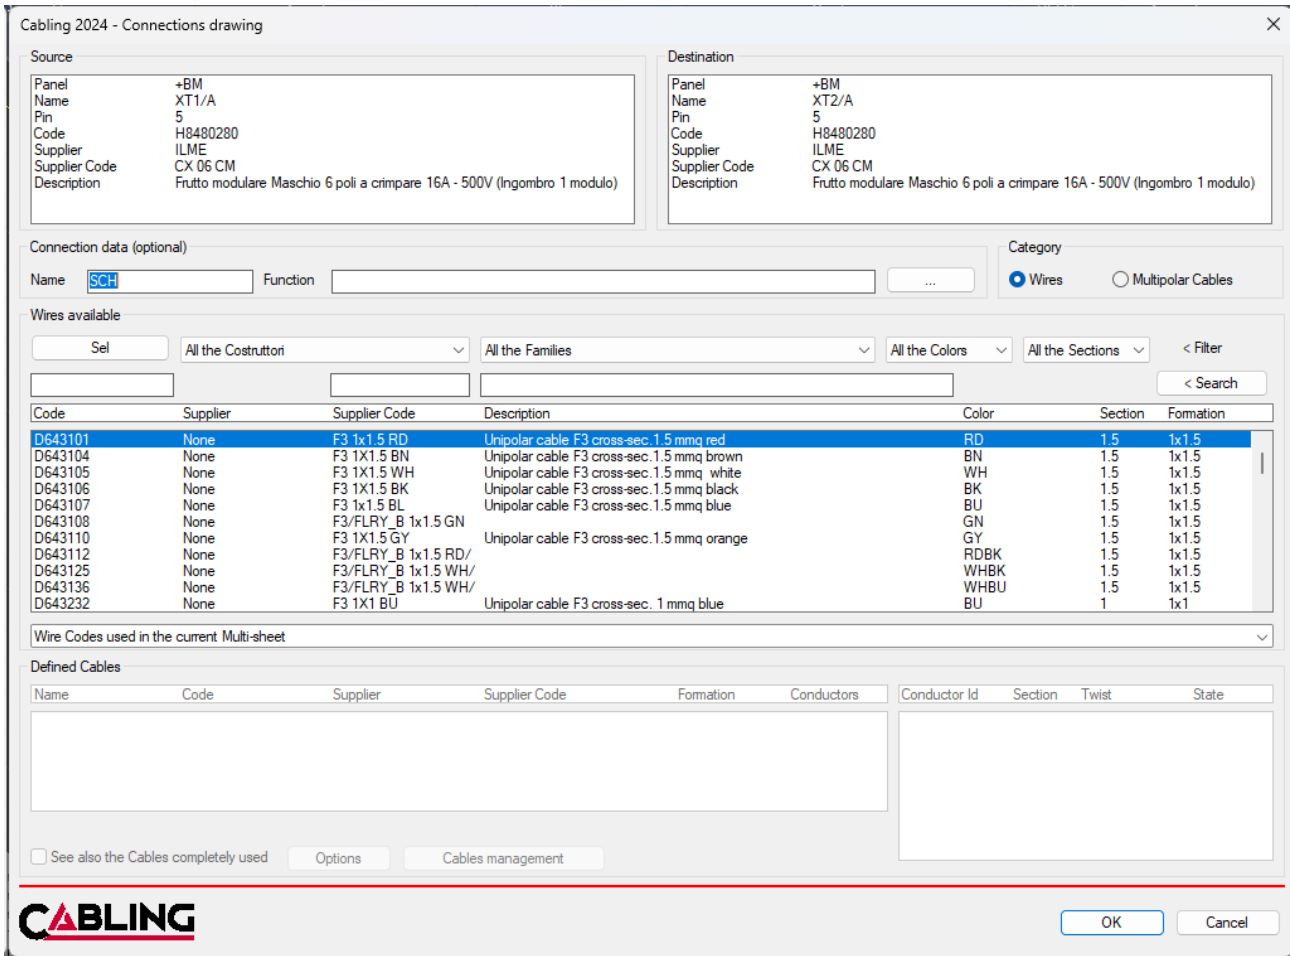 Cabling 2024 - Connections drawing
Source
Panel +BM
Name XT1/A
Pin 5
Code H8480280
Supplier ILME
Supplier Code CX 06 CM
Description Frutto modulare Maschio 6 poli a crimpare 16A - 500V (Ingombro 1 modulo)
Destination
Panel +BM
Name XT2/A
Pin 5
Code H8480280
Supplier ILME
Supplier Code CX 06 CM
Description Frutto modulare Maschio 6 poli a crimpare 16A - 500V (Ingombro 1 modulo)
Connection data (optional)
Name SCH Function ...
Category
Wires Multipolar Cables
Wires available
Sel All the Costruttori All the Families All the Colors All the Sections < Filter
< Search
Code Supplier Supplier Code Description Color Section Formation
D643101 None F3 1x1.5 RD Unipolar cable F3 cross-sec.1.5 mmq red RD 1.5 1x1.5
D643104 None F3 1X1.5 BN Unipolar cable F3 cross-sec.1.5 mmq brown BN 1.5 1x1.5
D643105 None F3 1X1.5 WH Unipolar cable F3 cross-sec.1.5 mmq white WH 1.5 1x1.5
D643106 None F3 1X1.5 BK Unipolar cable F3 cross-sec.1.5 mmq black BK 1.5 1x1.5
D643107 None F3 1x1.5 BL Unipolar cable F3 cross-sec.1.5 mmq blue BU 1.5 1x1.5
D643108 None F3/FLRY_B 1x1.5 GN GN 1.5 1x1.5
D643110 None F3 1X1.5 GY Unipolar cable F3 cross-sec.1.5 mmq orange GY 1.5 1x1.5
D643112 None F3/FLRY_B 1x1.5 RD/ RDBK 1.5 1x1.5
D643125 None F3/FLRY_B 1x1.5 WH/ WHBK 1.5 1x1.5
D643136 None F3/FLRY_B 1x1.5 WH/ WHBU 1.5 1x1.5
D643232 None F3 1X1 BU Unipolar cable F3 cross-sec. 1 mmq blue BU 1 1x1
Wire Codes used in the current Multi-sheet
Defined Cables
Name Code Supplier Supplier Code Formation Conductors Conductor Id Section Twist State
See also the Cables completely used Options Cables management
CABLING
OK Cancel